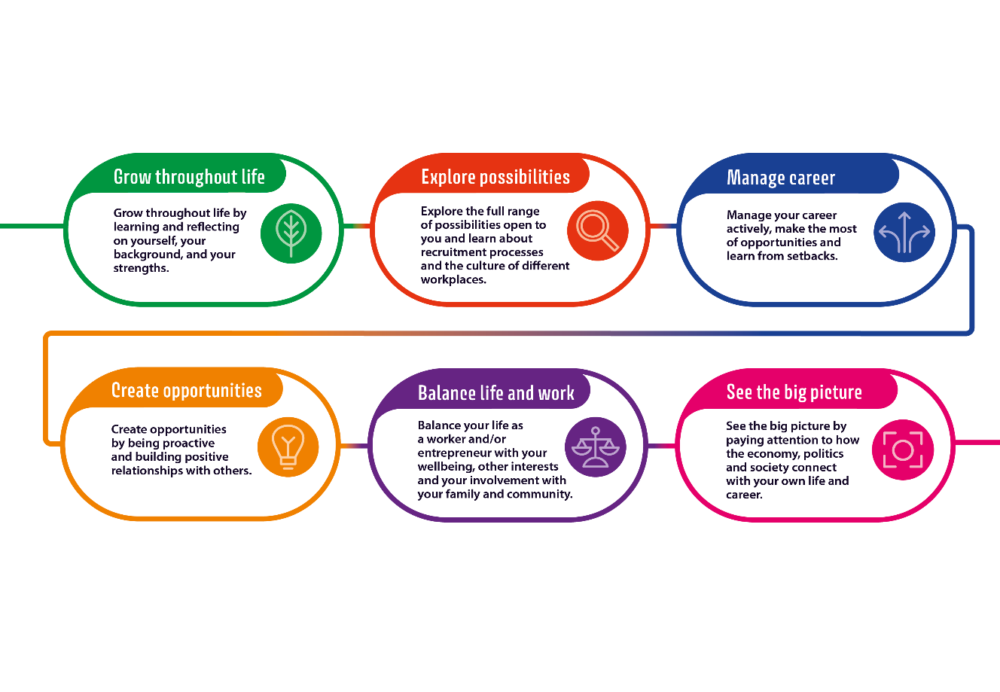 Grow throughout life
Grow throughout life by
learning and reflecting
on yourself, your
background, and your
strengths.
Explore possibilities
Explore the full range
of possibilities open to
you and learn about
recruitment processes
and the culture of different
workplaces.
Manage career
Manage your career
actively, make the most
of opportunities and
learn from setbacks.
Create opportunities
Create opportunities
by being proactive
and building positive
relationships with others.
Balance life and work
Balance your life as
a worker and/or
entrepreneur with your
wellbeing, other interests
and your involvement with
your family and community.
See the big picture
See the big picture by
paying attention to how
the economy, politics
and society connect
with your own life and
career.